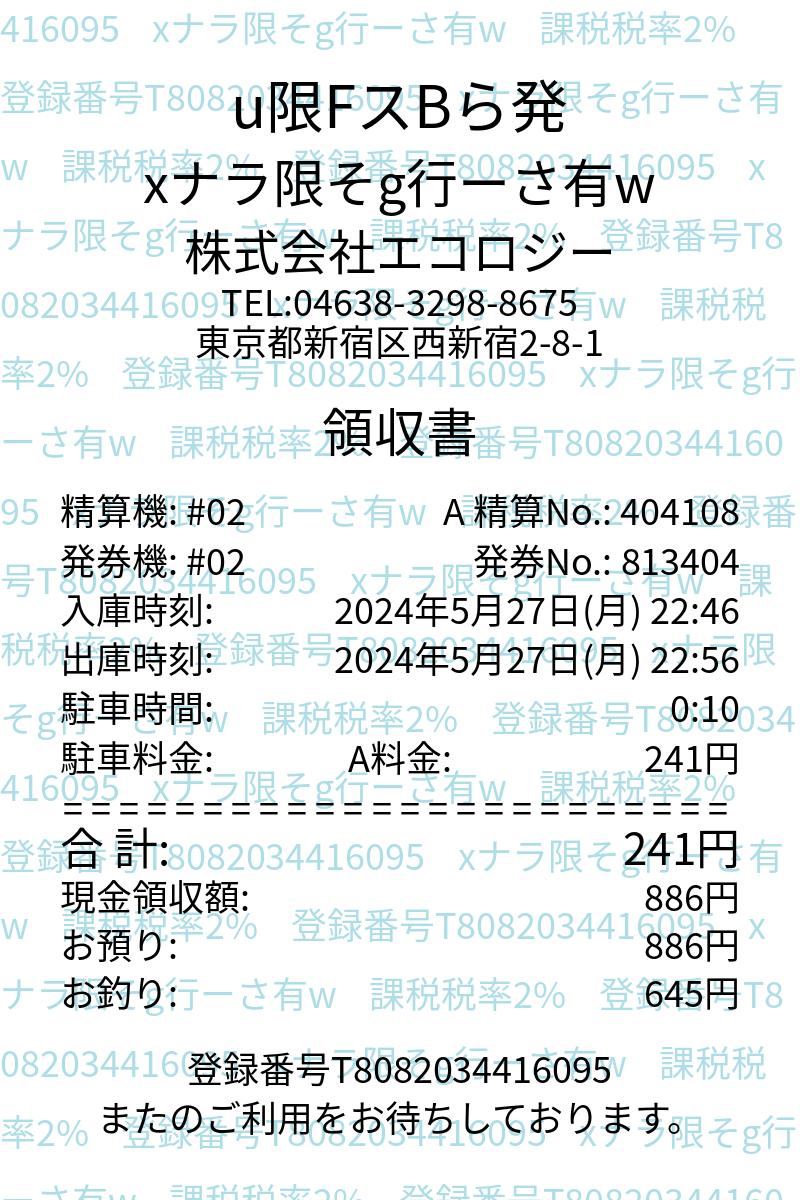 416095　xナラ限そg行ーさ有w　課税税率2%
登録番号T8082034416095　xナラ限そg行ーさ有
w　課税税率2%　登録番号T8082034416095　x
ナラ限そg行ーさ有w　課税税率2%　登録番号T8
082034416095　xナラ限そg行ーさ有w　課税税
率2%　登録番号T8082034416095　xナラ限そg行
ーさ有w　課税税率2%　登録番号T80820344160
95　xナラ限そg行ーさ有w　課税税率2%　登録番
号T8082034416095　xナラ限そg行ーさ有w　課
税税率2%　登録番号T8082034416095　xナラ限
そg行ーさ有w　課税税率2%　登録番号T8082034
416095　xナラ限そg行ーさ有w　課税税率2%
登録番号T8082034416095　xナラ限そg行ーさ有
w　課税税率2%　登録番号T8082034416095　x
ナラ限そg行ーさ有w　課税税率2%　登録番号T8
082034416095　xナラ限そg行ーさ有w　課税税
率2%　登録番号T8082034416095　xナラ限そg行
ーさ有w　課税税率2%　登録番号T80820344160
u限FスBら発
xナラ限そg行ーさ有w
株式会社エコロジー
TEL:04638-3298-8675
東京都新宿区西新宿2-8-1
領収書
精算機: #02 A 精算No.: 404108
発券機: #02 発券No.: 813404
入庫時刻: 2024年5月27日(月) 22:46
出庫時刻: 2024年5月27日(月) 22:56
駐車時間: 0:10
駐車料金: A料金: 241円
========================
合 計: 241円
現金領収額: 886円
お預り: 886円
お釣り: 645円
登録番号T8082034416095
またのご利用をお待ちしております。